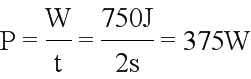 P = W/t = 750J/2s = 375W